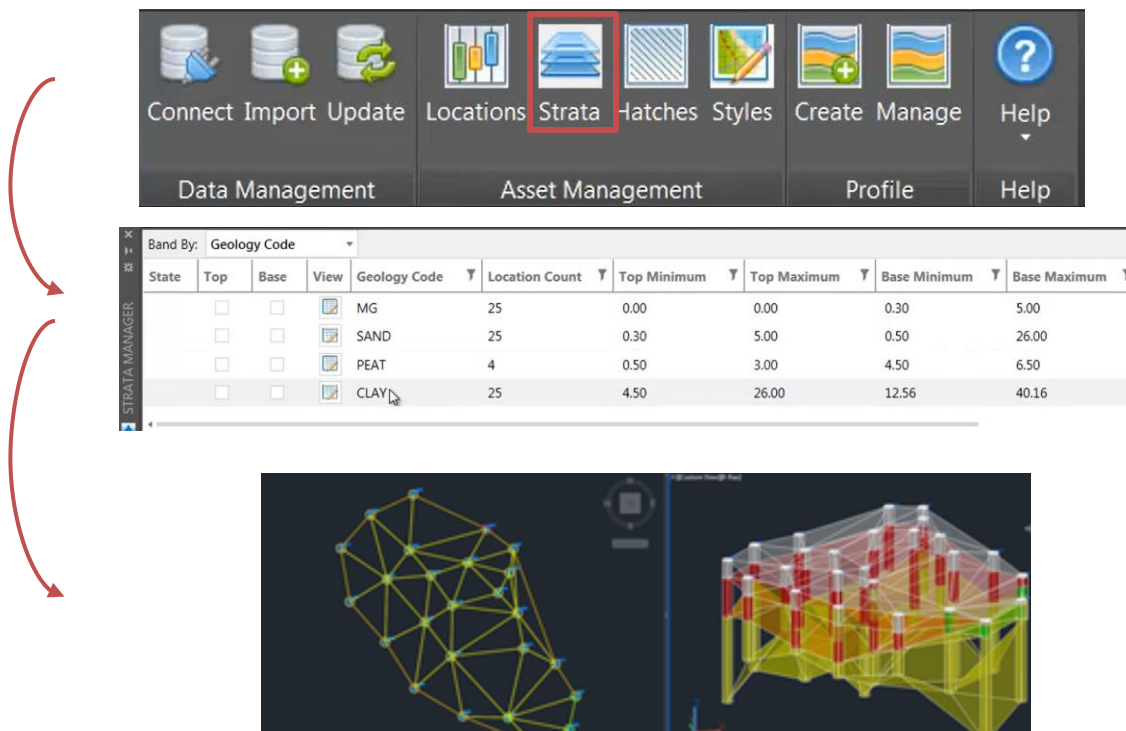 Connect Import Update Locations Strata Hatches Styles Create Manage Help
Data Management Asset Management Profile Help
Band By: Geology Code
State Top Base View Geology Code Location Count Top Minimum Top Maximum Base Minimum Base Maximum
MG 25 0.00 0.00 0.30 5.00
SAND 25 0.30 5.00 0.50 26.00
PEAT 4 0.50 3.00 4.50 6.50
CLAY 25 4.50 26.00 12.56 40.16
STRATA MANAGER